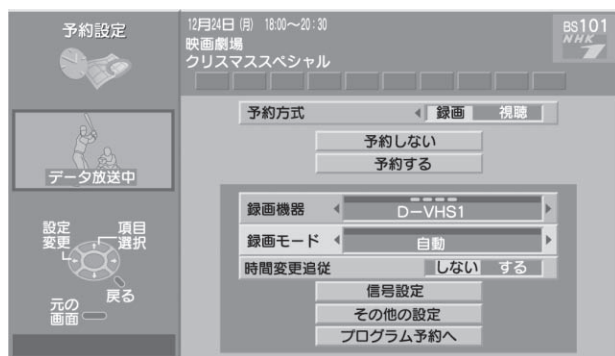 予約設定
12月24日 (月) 18:00～20:30
映画劇場
クリスマススペシャル
BS101
NHK
7
データ放送中
設定
変更
項目
選択
戻る
元の
画面
予約方式 録画 視聴
予約しない
予約する
録画機器 D-VHS1
録画モード 自動
時間変更追従 しない する
信号設定
その他の設定
プログラム予約へ